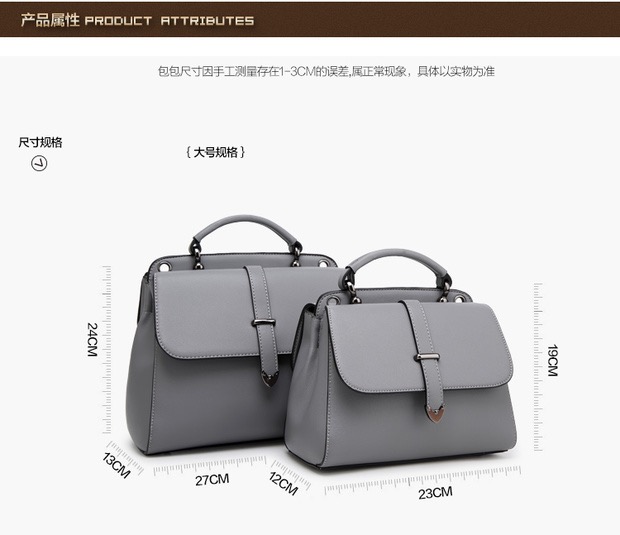 产品属性 PRODUCT ATTRIBUTES
包包尺寸因手工测量存在1-3CM的误差,属正常现象，具体以实物为准
尺寸规格
{ 大号规格 }
24CM
19CM
13CM
27CM
12CM
23CM